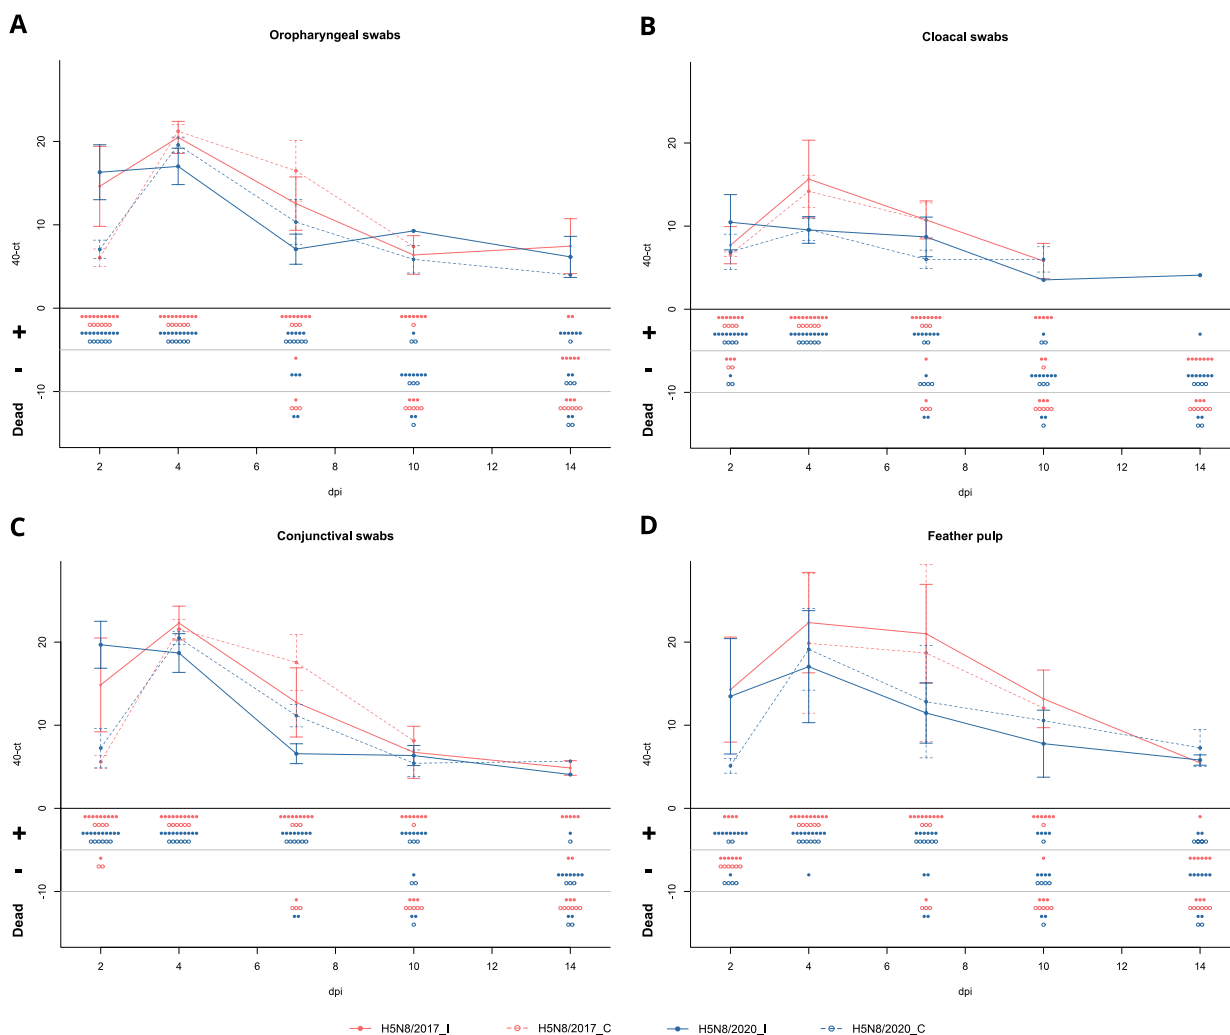 A
Oropharyngeal swabs
20
10
0
-10
40-ct
+
-
Dead
2 4 6 8 10 12 14
dpi
B
Cloacal swabs
20
10
0
-10
40-ct
+
-
Dead
2 4 6 8 10 12 14
dpi
C
Conjunctival swabs
20
10
0
-10
40-ct
+
-
Dead
2 4 6 8 10 12 14
dpi
D
Feather pulp
20
10
0
-10
40-ct
+
-
Dead
2 4 6 8 10 12 14
dpi
H5N8/2017_I H5N8/2017_C H5N8/2020_I H5N8/2020_C